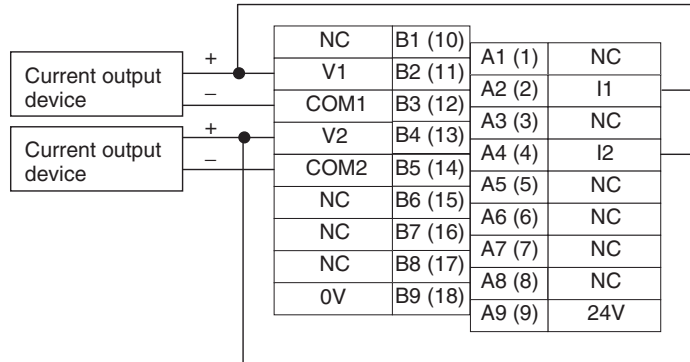 NC B1 (10)
A1 (1) NC
+
Current output
device
V1 B2 (11)
A2 (2) I1
–
COM1 B3 (12)
A3 (3) NC
+
Current output
device
V2 B4 (13)
A4 (4) I2
–
COM2 B5 (14)
A5 (5) NC
NC B6 (15)
A6 (6) NC
NC B7 (16)
A7 (7) NC
NC B8 (17)
A8 (8) NC
0V B9 (18)
A9 (9) 24V